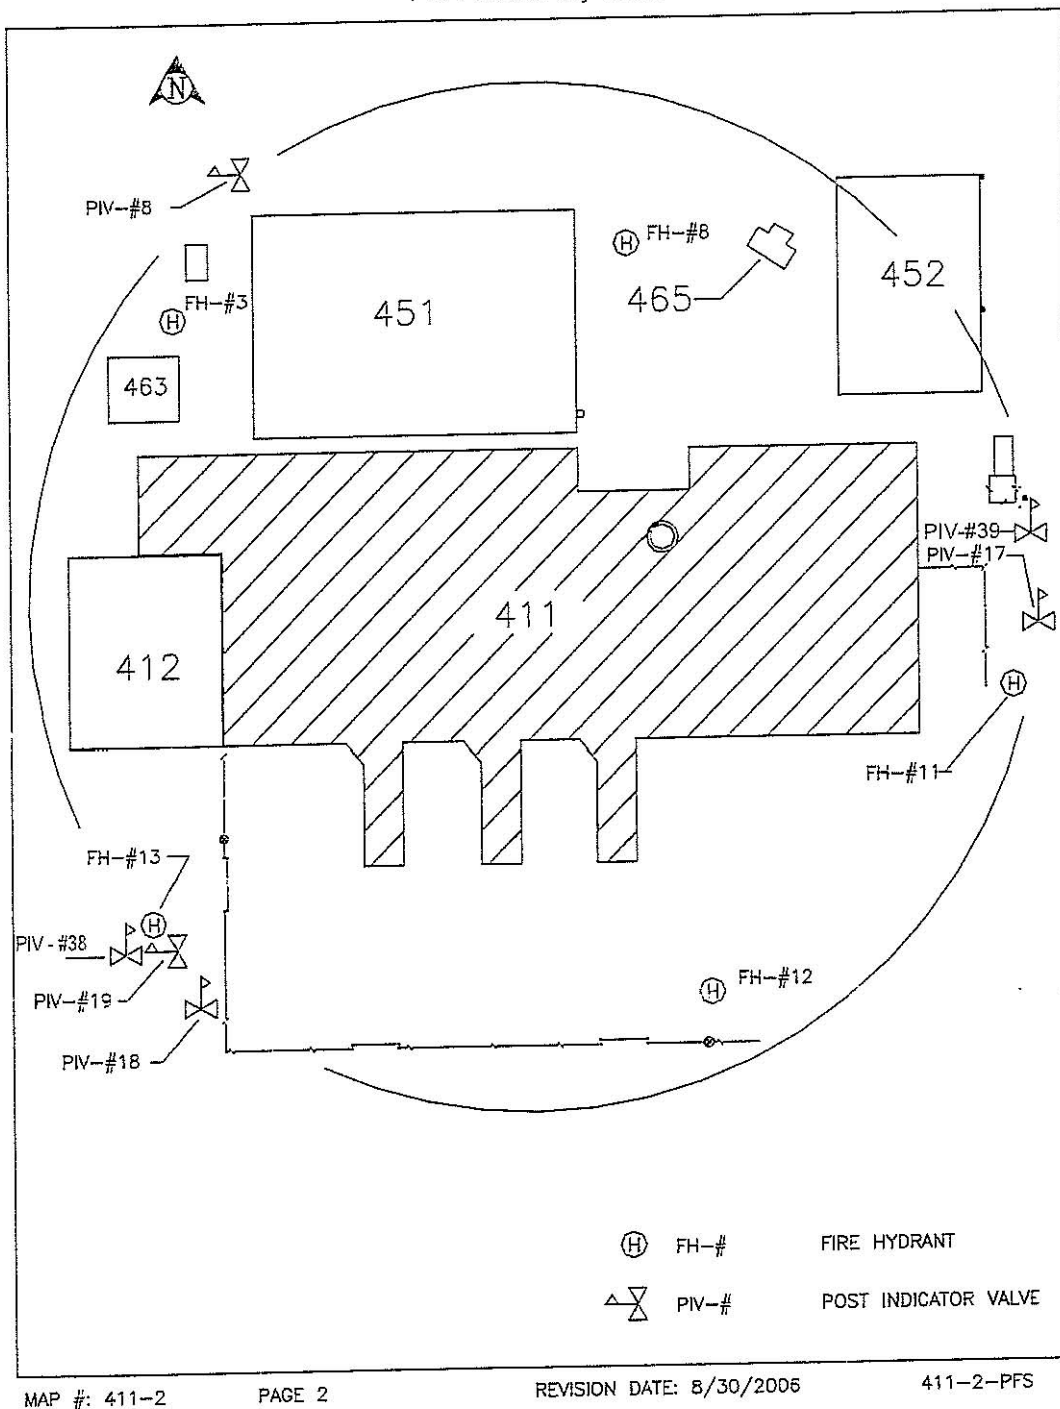 N
PIV-#8
FH-#8
FH-#3
451
465
452
463
PIV-#39
PIV-#17
411
412
FH-#11
FH-#13
PIV-#38
PIV-#19
FH-#12
PIV-#18
H FH-# FIRE HYDRANT
PIV-# POST INDICATOR VALVE
MAP #: 411-2 PAGE 2 REVISION DATE: 8/30/2006 411-2-PFS